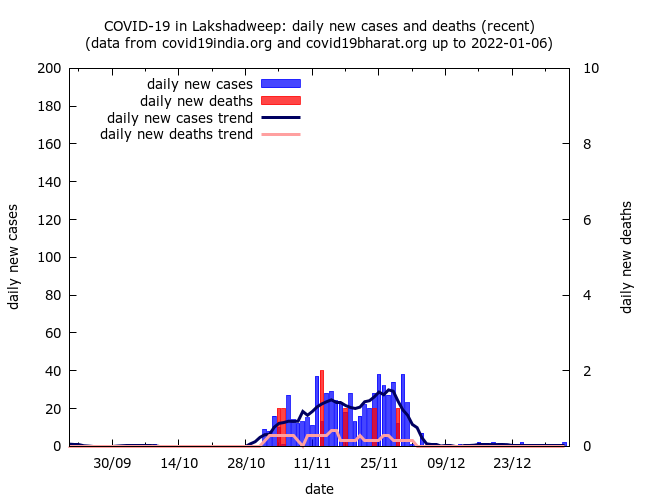 COVID-19 in Lakshadweep: daily new cases and deaths (recent)
(data from covid19india.org and covid19bharat.org up to 2022-01-06)
daily new cases
daily new deaths
daily new cases trend
daily new deaths trend
200
180
160
140
120
100
80
60
40
20
0
daily new cases
10
8
6
4
2
0
daily new deaths
30/09 14/10 28/10 11/11 25/11 09/12 23/12
date